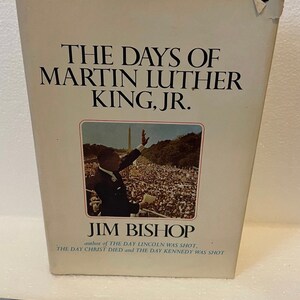 THE DAYS OF
MARTIN LUTHER
KING, JR.
JIM BISHOP
author of THE DAY LINCOLN WAS SHOT,
THE DAY CHRIST DIED and THE DAY KENNEDY WAS SHOT